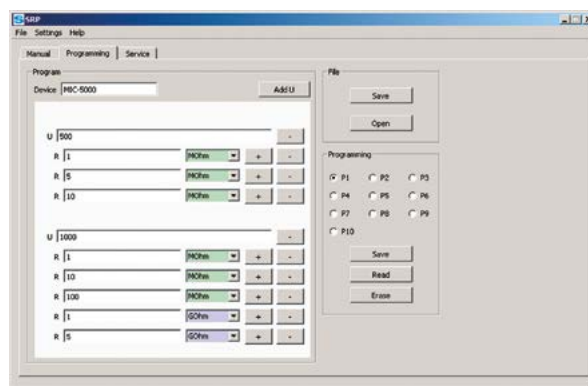 SRP
File Settings Help
Manual Programming Service
Program
Device MIC-5000 Add U
U 500 -
R 1 MOhm + -
R 5 MOhm + -
R 10 MOhm + -
U 1000 -
R 1 MOhm + -
R 10 MOhm + -
R 100 MOhm + -
R 1 GOhm + -
R 5 GOhm + -
File
Save
Open
Programming
P1 P2 P3
P4 P5 P6
P7 P8 P9
P10
Save
Read
Erase